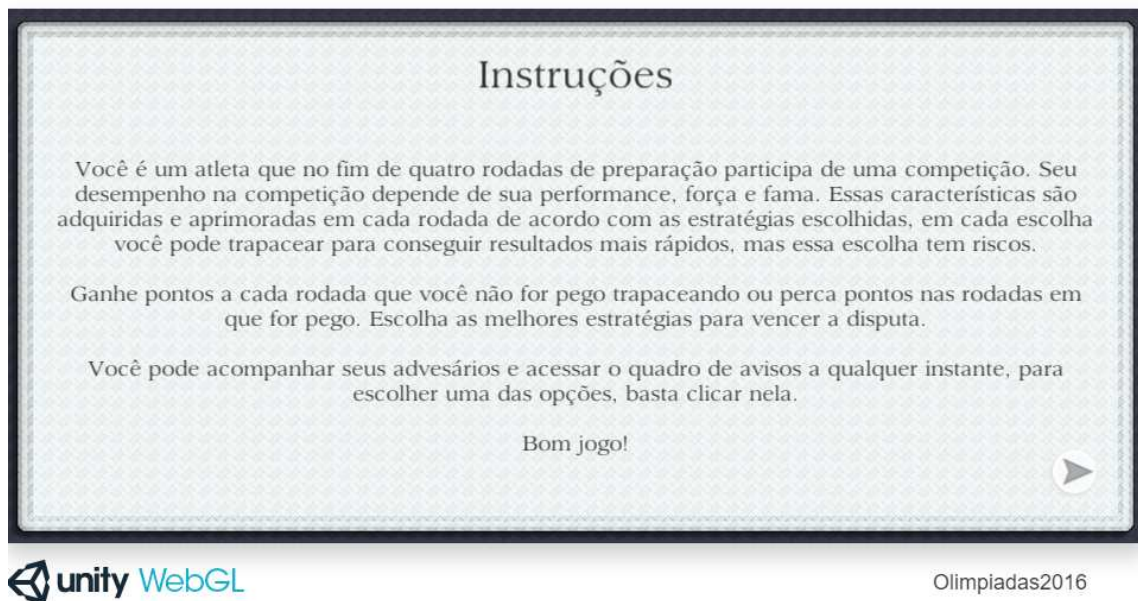 Instruções
Você é um atleta que no fim de quatro rodadas de preparação participa de uma competição. Seu
desempenho na competição depende de sua performance, força e fama. Essas características são
adquiridas e aprimoradas em cada rodada de acordo com as estratégias escolhidas, em cada escolha
você pode trapacear para conseguir resultados mais rápidos, mas essa escolha tem riscos.
Ganhe pontos a cada rodada que você não for pego trapaceando ou perca pontos nas rodadas em
que for pego. Escolha as melhores estratégias para vencer a disputa.
Você pode acompanhar seus advesários e acessar o quadro de avisos a qualquer instante, para
escolher uma das opções, basta clicar nela.
Bom jogo!
unity WebGL
Olimpiadas2016